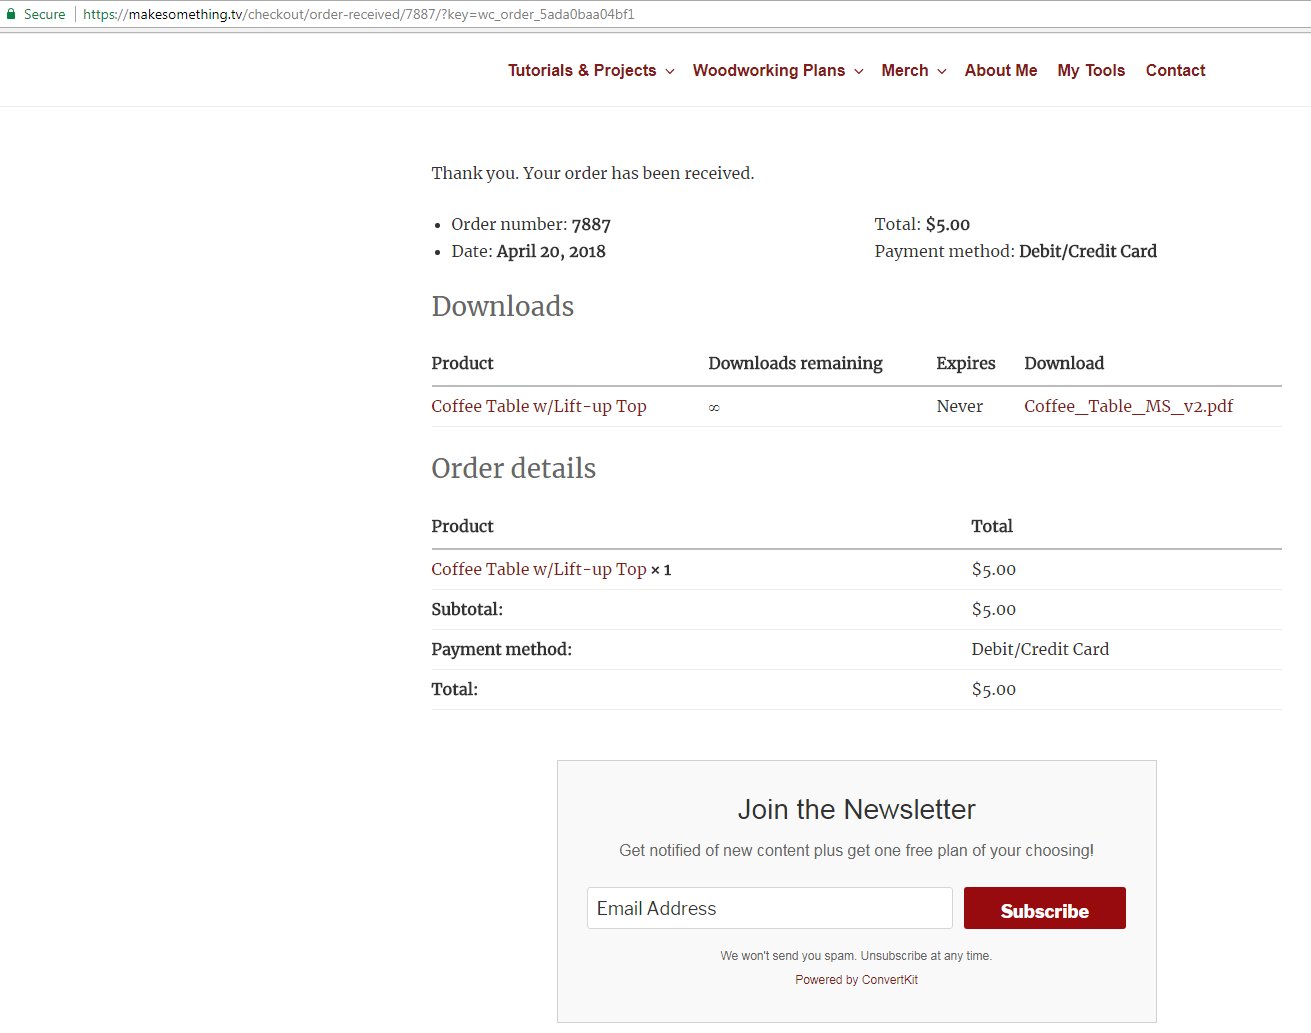 Secure https://makesomething.tv/checkout/order-received/7887/?key=wc_order_5ada0baa04bf1
Tutorials & Projects Woodworking Plans Merch About Me My Tools Contact
Thank you. Your order has been received.
• Order number: 7887 Total: $5.00
• Date: April 20, 2018 Payment method: Debit/Credit Card
Downloads
Product Downloads remaining Expires Download
Coffee Table w/Lift-up Top ∞ Never Coffee_Table_MS_v2.pdf
Order details
Product Total
Coffee Table w/Lift-up Top × 1 $5.00
Subtotal: $5.00
Payment method: Debit/Credit Card
Total: $5.00
Join the Newsletter
Get notified of new content plus get one free plan of your choosing!
Email Address Subscribe
We won't send you spam. Unsubscribe at any time.
Powered by ConvertKit